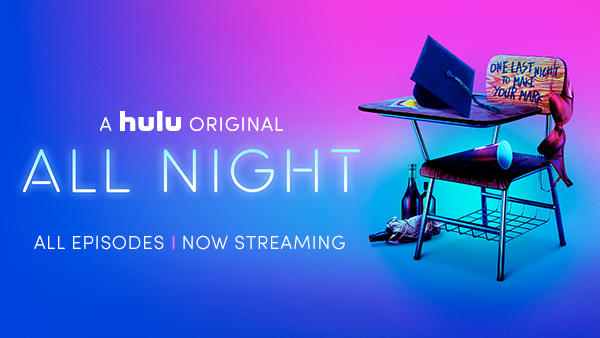 A hulu ORIGINAL
ALL NIGHT
ALL EPISODES | NOW STREAMING
ONE LAST NIGHT
TO MAKE
YOUR MARK